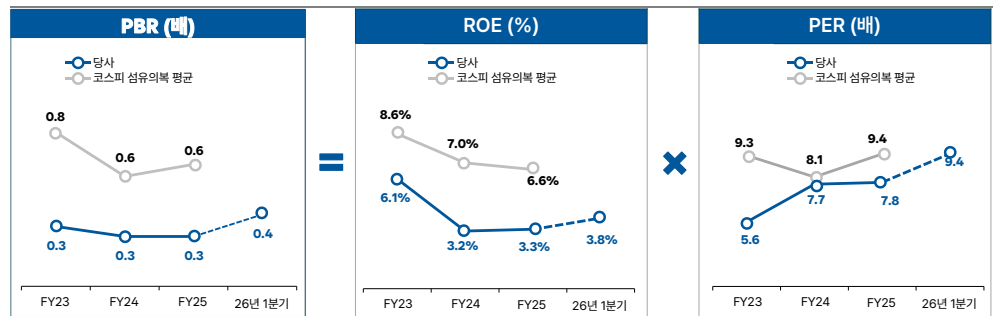 PBR (배)
당사
코스피 섬유의복 평균
0.8
0.6
0.6
0.3
0.3
0.3
0.4
FY23 FY24 FY25 26년 1분기
=
ROE (%)
당사
코스피 섬유의복 평균
8.6%
7.0%
6.6%
6.1%
3.2%
3.3%
3.8%
FY23 FY24 FY25 26년 1분기
×
PER (배)
당사
코스피 섬유의복 평균
9.3
8.1
9.4
5.6
7.7
7.8
9.4
FY23 FY24 FY25 26년 1분기